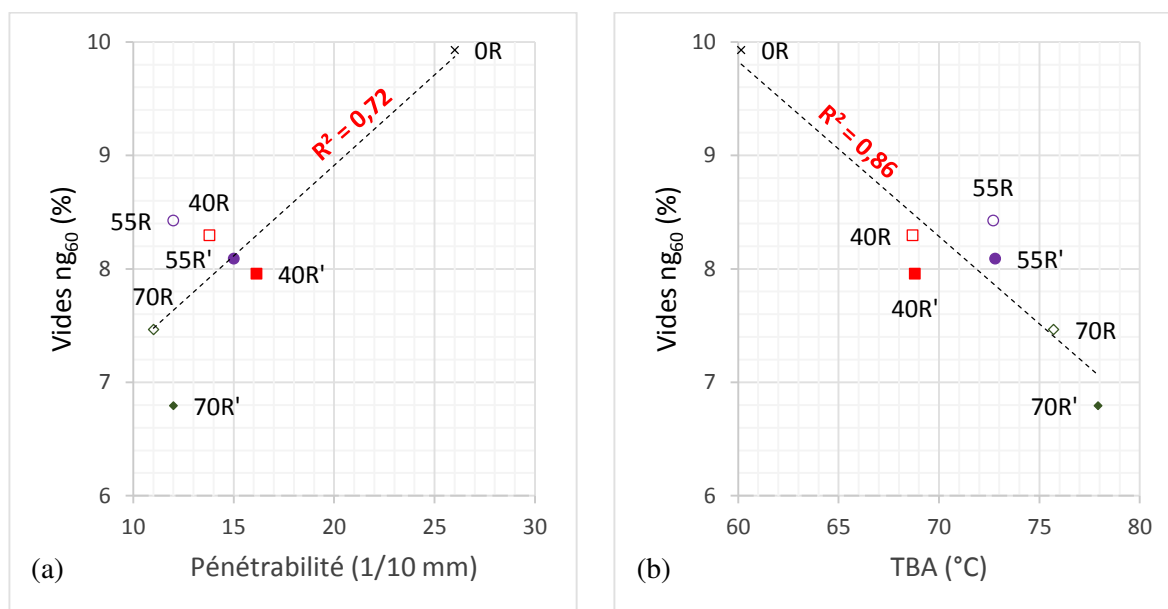 10
9
8
7
6
Vides ng₆₀ (%)
0R
R² = 0,72
40R
55R
55R'
40R'
70R
70R'
10 15 20 25 30
(a) Pénétrabilité (1/10 mm)
10
9
8
7
6
Vides ng₆₀ (%)
0R
R² = 0,86
55R
40R
55R'
40R'
70R
70R'
60 65 70 75 80
(b) TBA (°C)